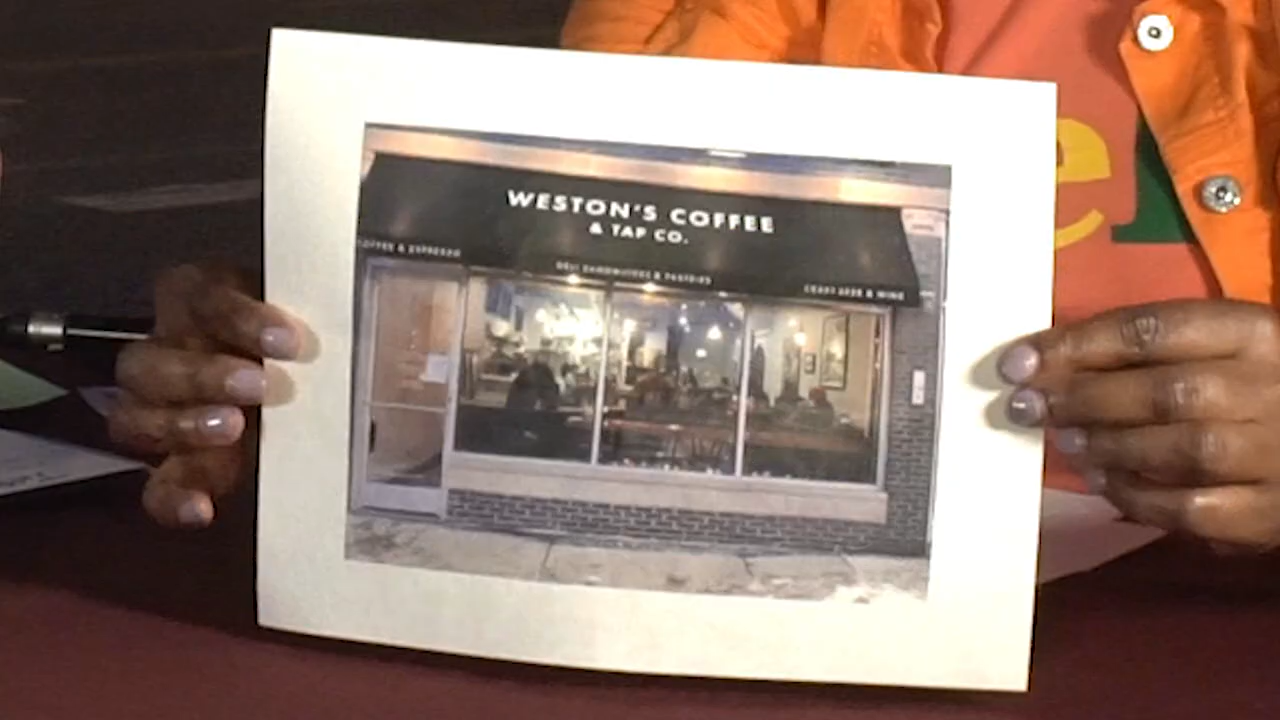 WESTON'S COFFEE
& TAP CO.
COFFEE & ESPRESSO
DELI SANDWICHES & PASTRIES
CRAFT BEER & WINE
e